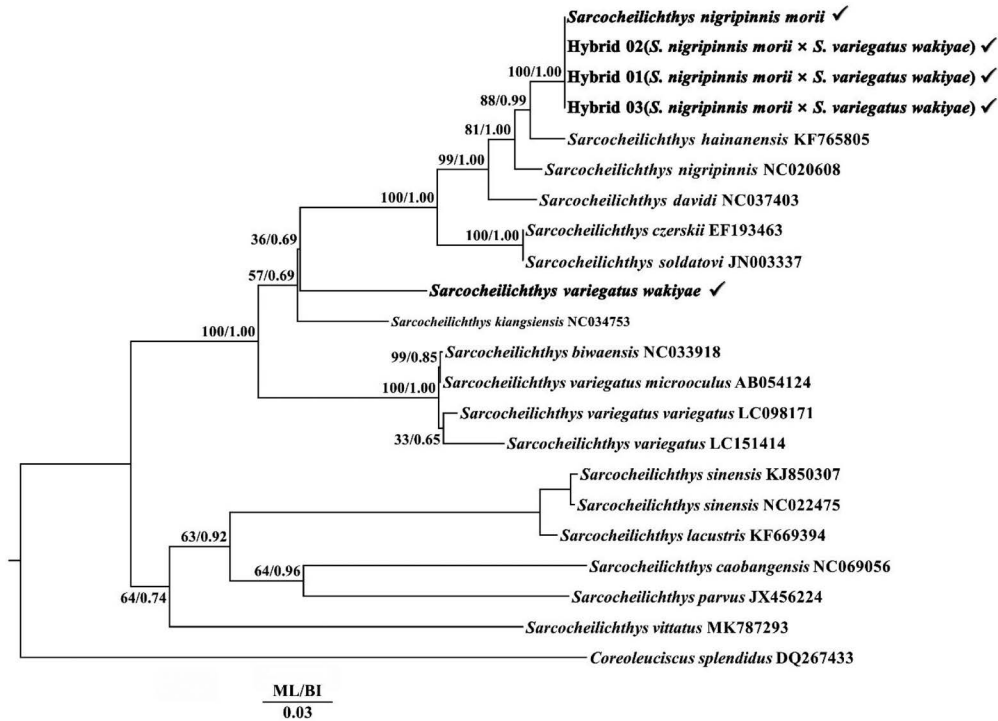 Sarcocheilichthys nigripinnis morii ✓
Hybrid 02(S. nigripinnis morii × S. variegatus wakiyae) ✓
100/1.00
Hybrid 01(S. nigripinnis morii × S. variegatus wakiyae) ✓
88/0.99
Hybrid 03(S. nigripinnis morii × S. variegatus wakiyae) ✓
81/1.00
Sarcocheilichthys hainanensis KF765805
99/1.00
Sarcocheilichthys nigripinnis NC020608
100/1.00
Sarcocheilichthys davidi NC037403
36/0.69
100/1.00
Sarcocheilichthys czerskii EF193463
Sarcocheilichthys soldatovi JN003337
57/0.69
Sarcocheilichthys variegatus wakiyae ✓
Sarcocheilichthys kiangsiensis NC034753
100/1.00
99/0.85
Sarcocheilichthys biwaensis NC033918
100/1.00
Sarcocheilichthys variegatus microoculus AB054124
Sarcocheilichthys variegatus variegatus LC098171
33/0.65
Sarcocheilichthys variegatus LC151414
Sarcocheilichthys sinensis KJ850307
Sarcocheilichthys sinensis NC022475
63/0.92
Sarcocheilichthys lacustris KF669394
64/0.96
Sarcocheilichthys caobangensis NC069056
64/0.74
Sarcocheilichthys parvus JX456224
Sarcocheilichthys vittatus MK787293
Coreoleuciscus splendidus DQ267433
ML/BI
0.03